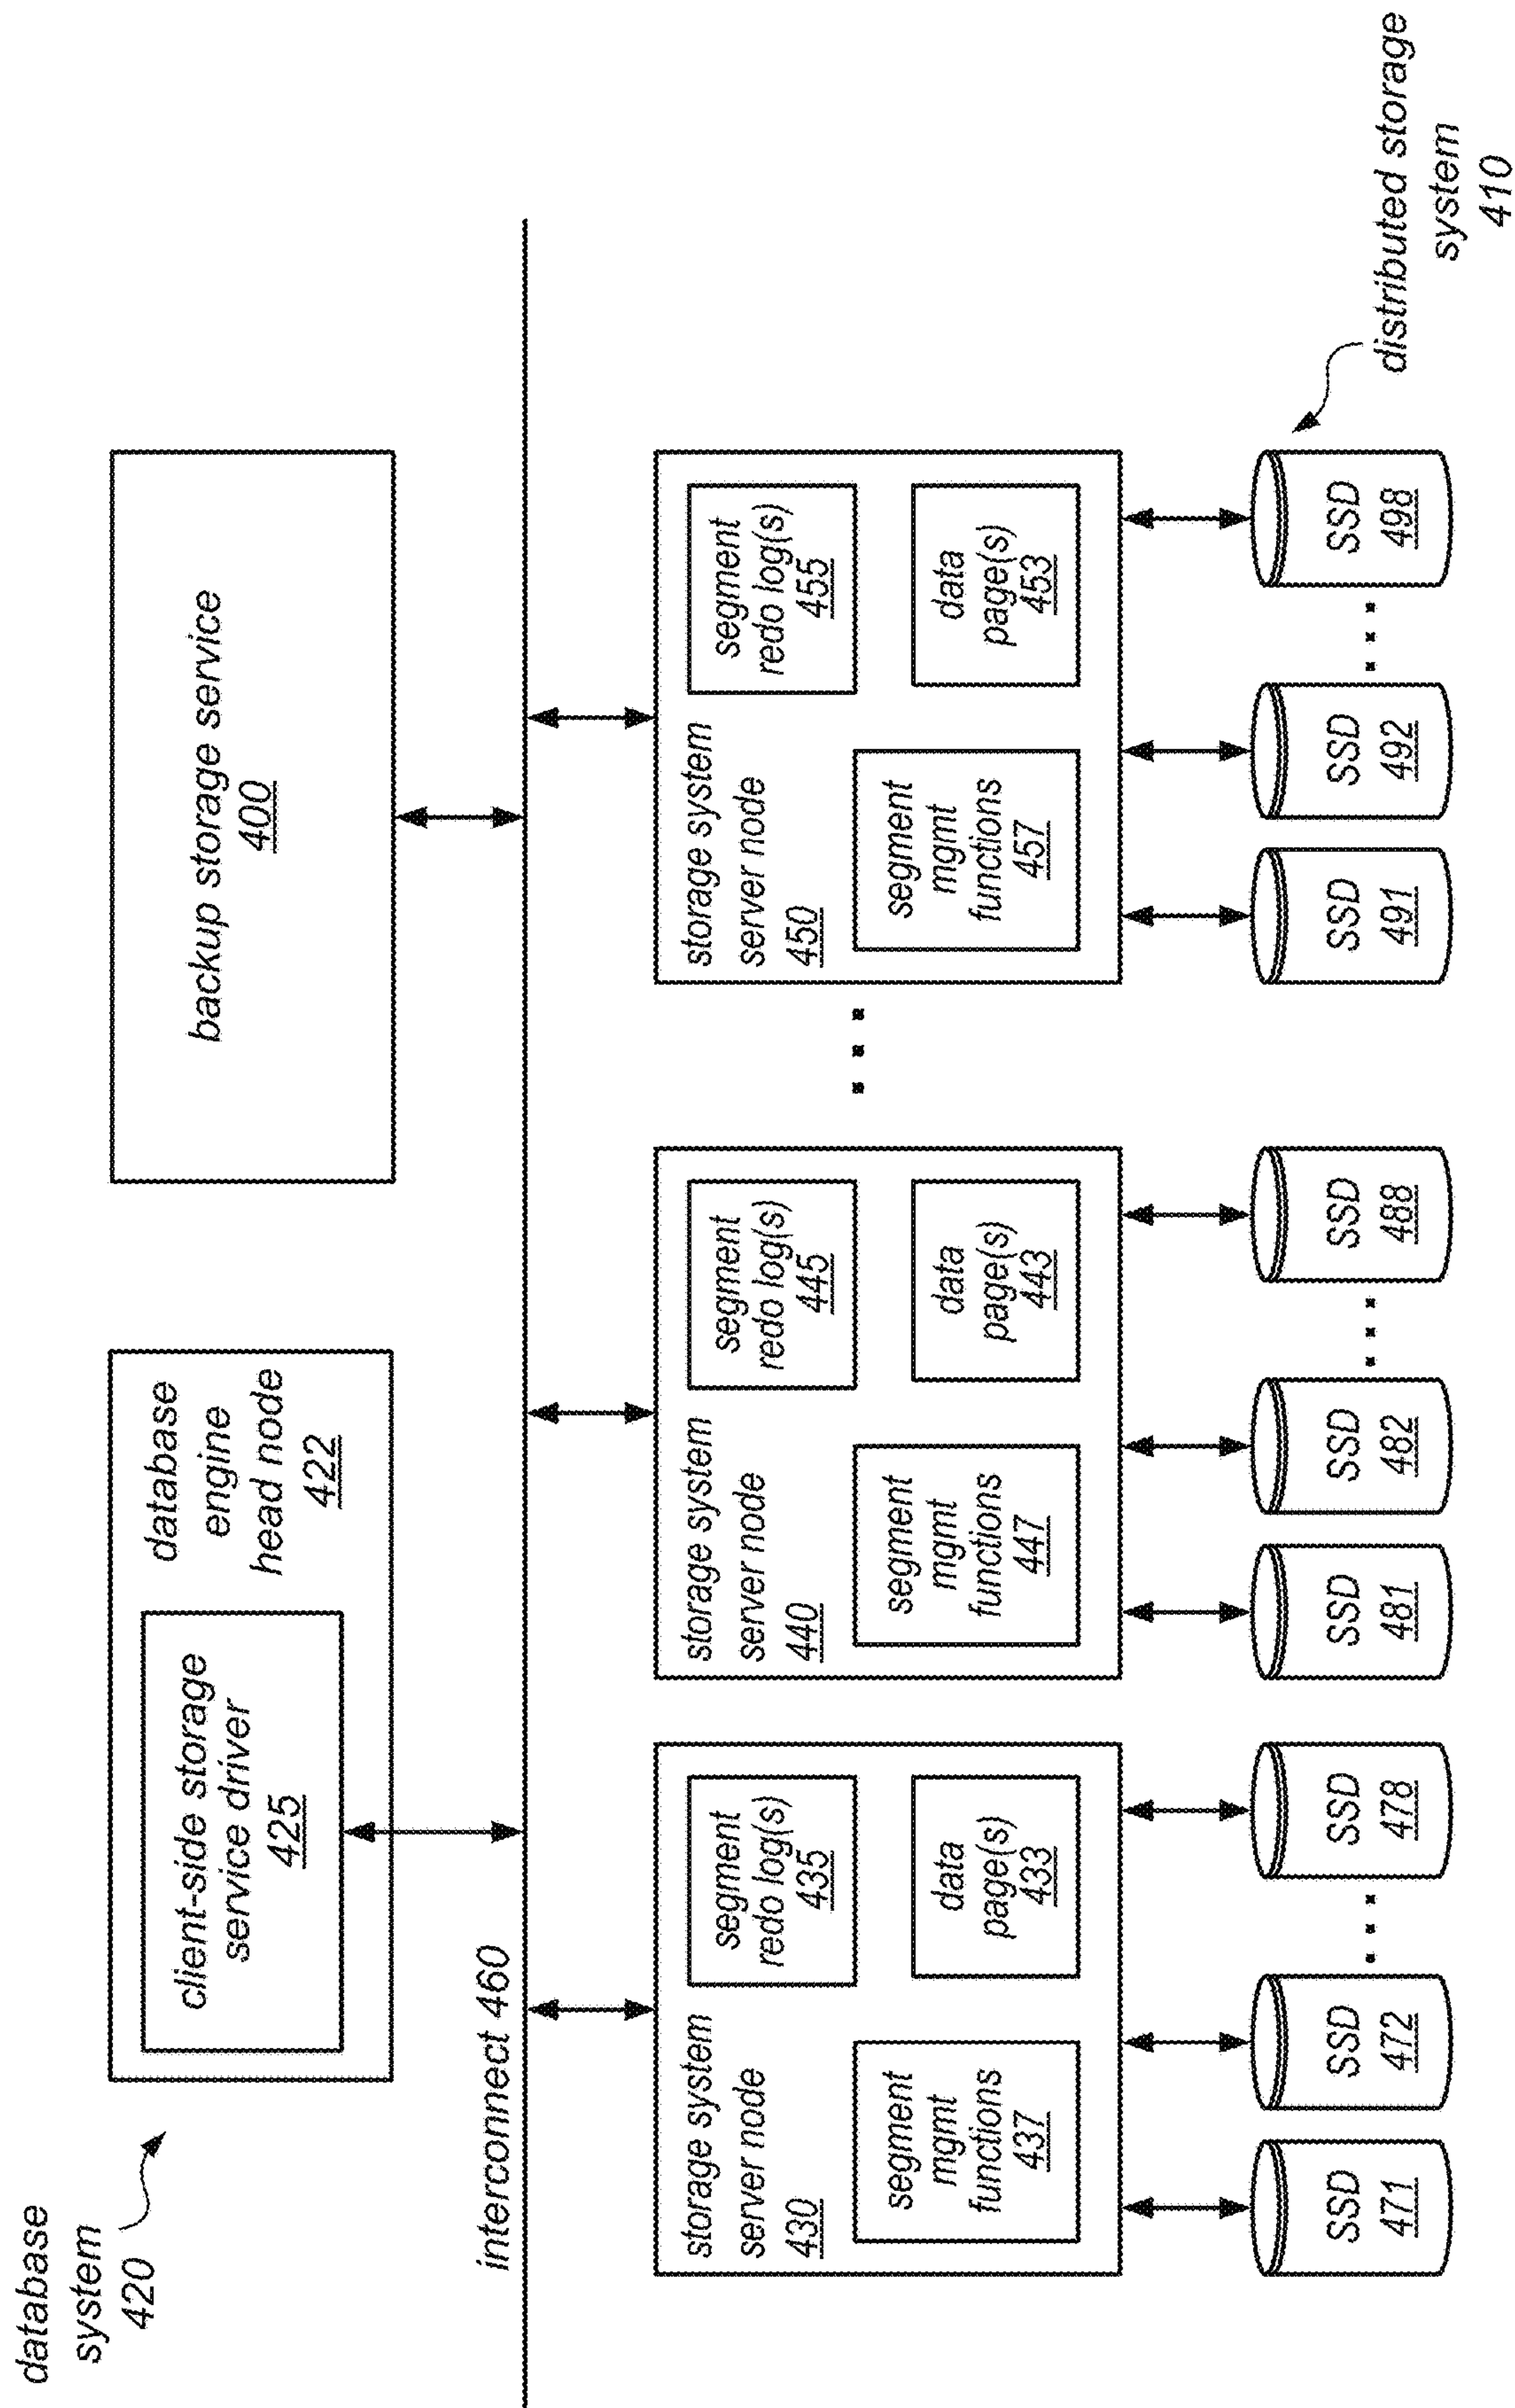 database
system
420
database
engine
head node
422
client-side storage
service driver
425
backup storage service
400
interconnect 460
storage system
server node
430
segment
redo log(s)
435
segment
mgmt
functions
437
data
page(s)
433
storage system
server node
440
segment
redo log(s)
445
segment
mgmt
functions
447
data
page(s)
443
storage system
server node
450
segment
redo log(s)
455
segment
mgmt
functions
457
data
page(s)
453
SSD
471
SSD
472
SSD
478
SSD
481
SSD
482
SSD
488
SSD
491
SSD
492
SSD
498
distributed storage
system
410